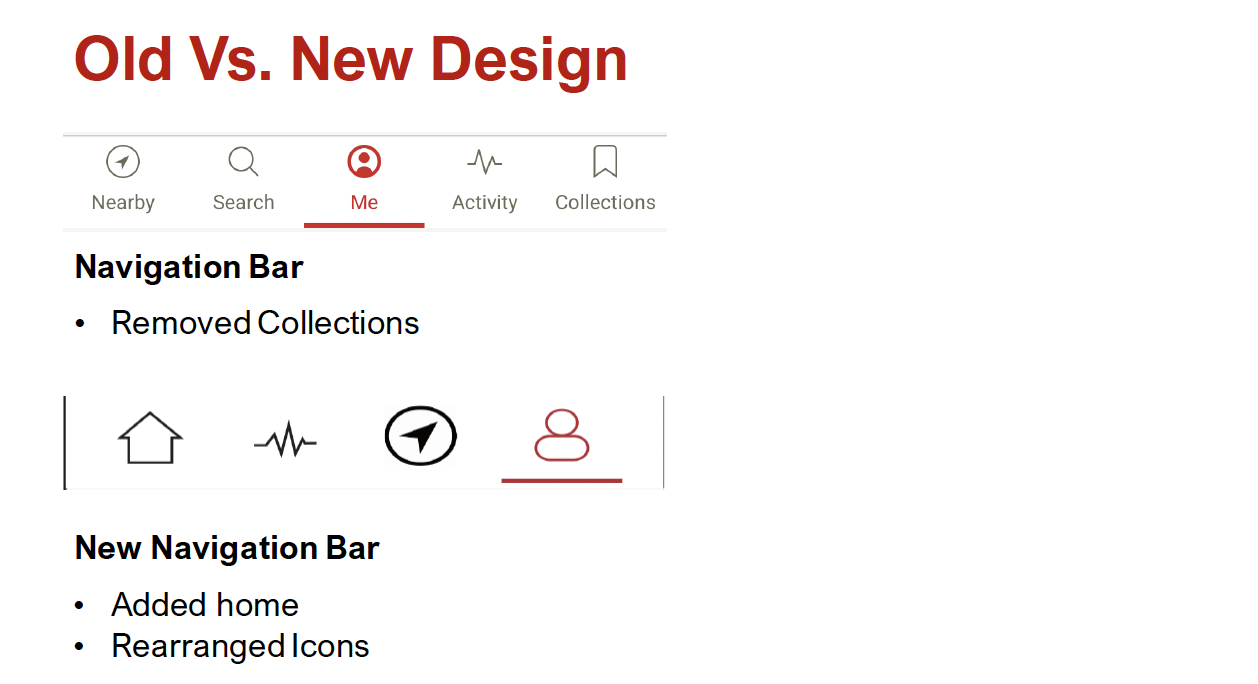 Old Vs. New Design
Nearby Search Me Activity Collections
Navigation Bar
• Removed Collections
New Navigation Bar
• Added home
• Rearranged Icons